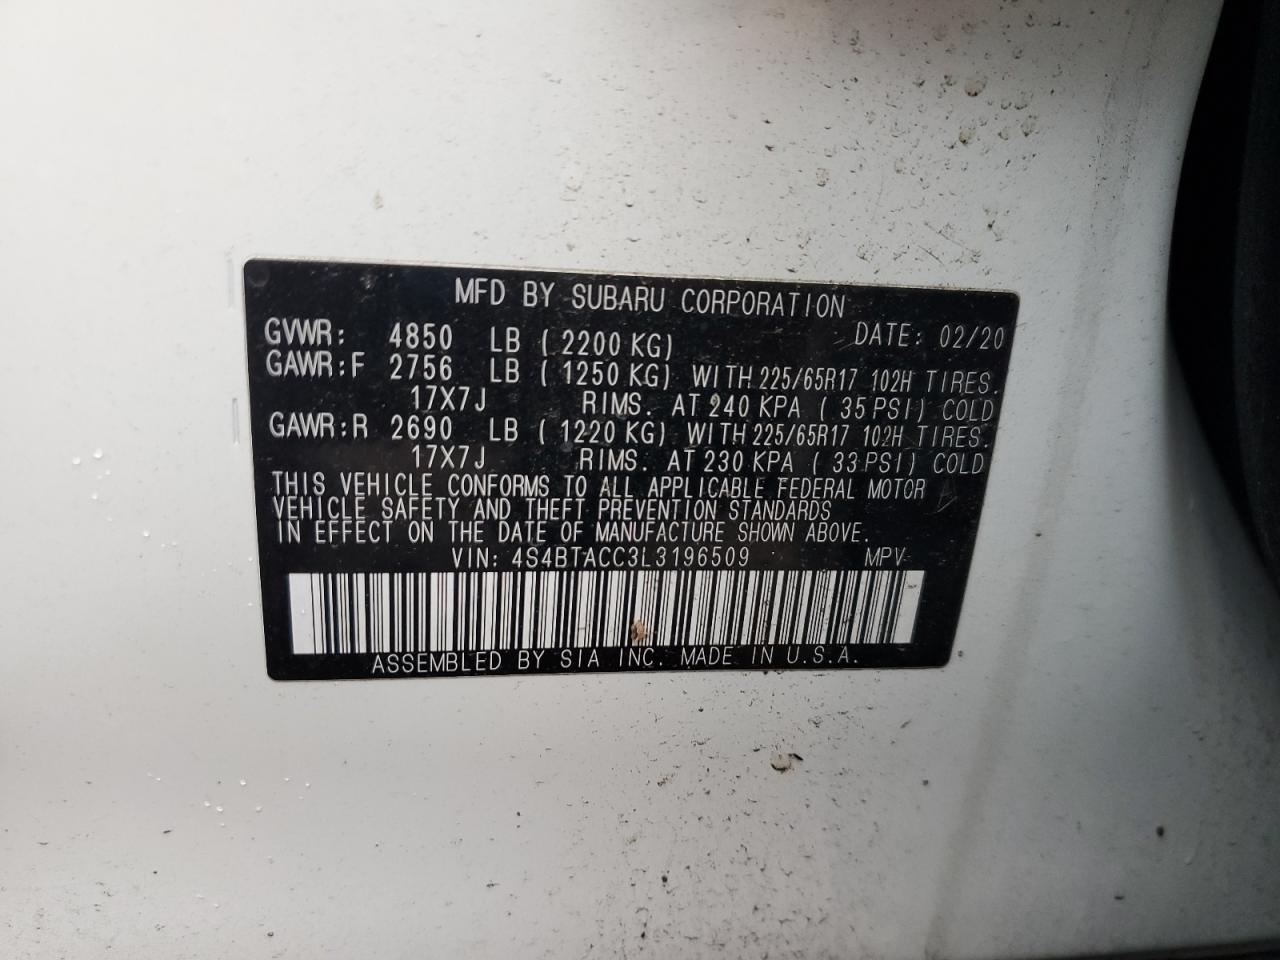 MFD BY SUBARU CORPORATION
GVWR: 4850 LB (2200 KG) DATE: 02/20
GAWR:F 2756 LB (1250 KG) WITH 225/65R17 102H TIRES.
17X7J RIMS. AT 240 KPA (35 PSI) COLD
GAWR:R 2690 LB (1220 KG) WITH 225/65R17 102H TIRES.
17X7J RIMS. AT 230 KPA (33 PSI) COLD
THIS VEHICLE CONFORMS TO ALL APPLICABLE FEDERAL MOTOR
VEHICLE SAFETY AND THEFT PREVENTION STANDARDS
IN EFFECT ON THE DATE OF MANUFACTURE SHOWN ABOVE.
VIN: 4S4BTACC3L3196509 MPV
ASSEMBLED BY SIA INC. MADE IN U.S.A.